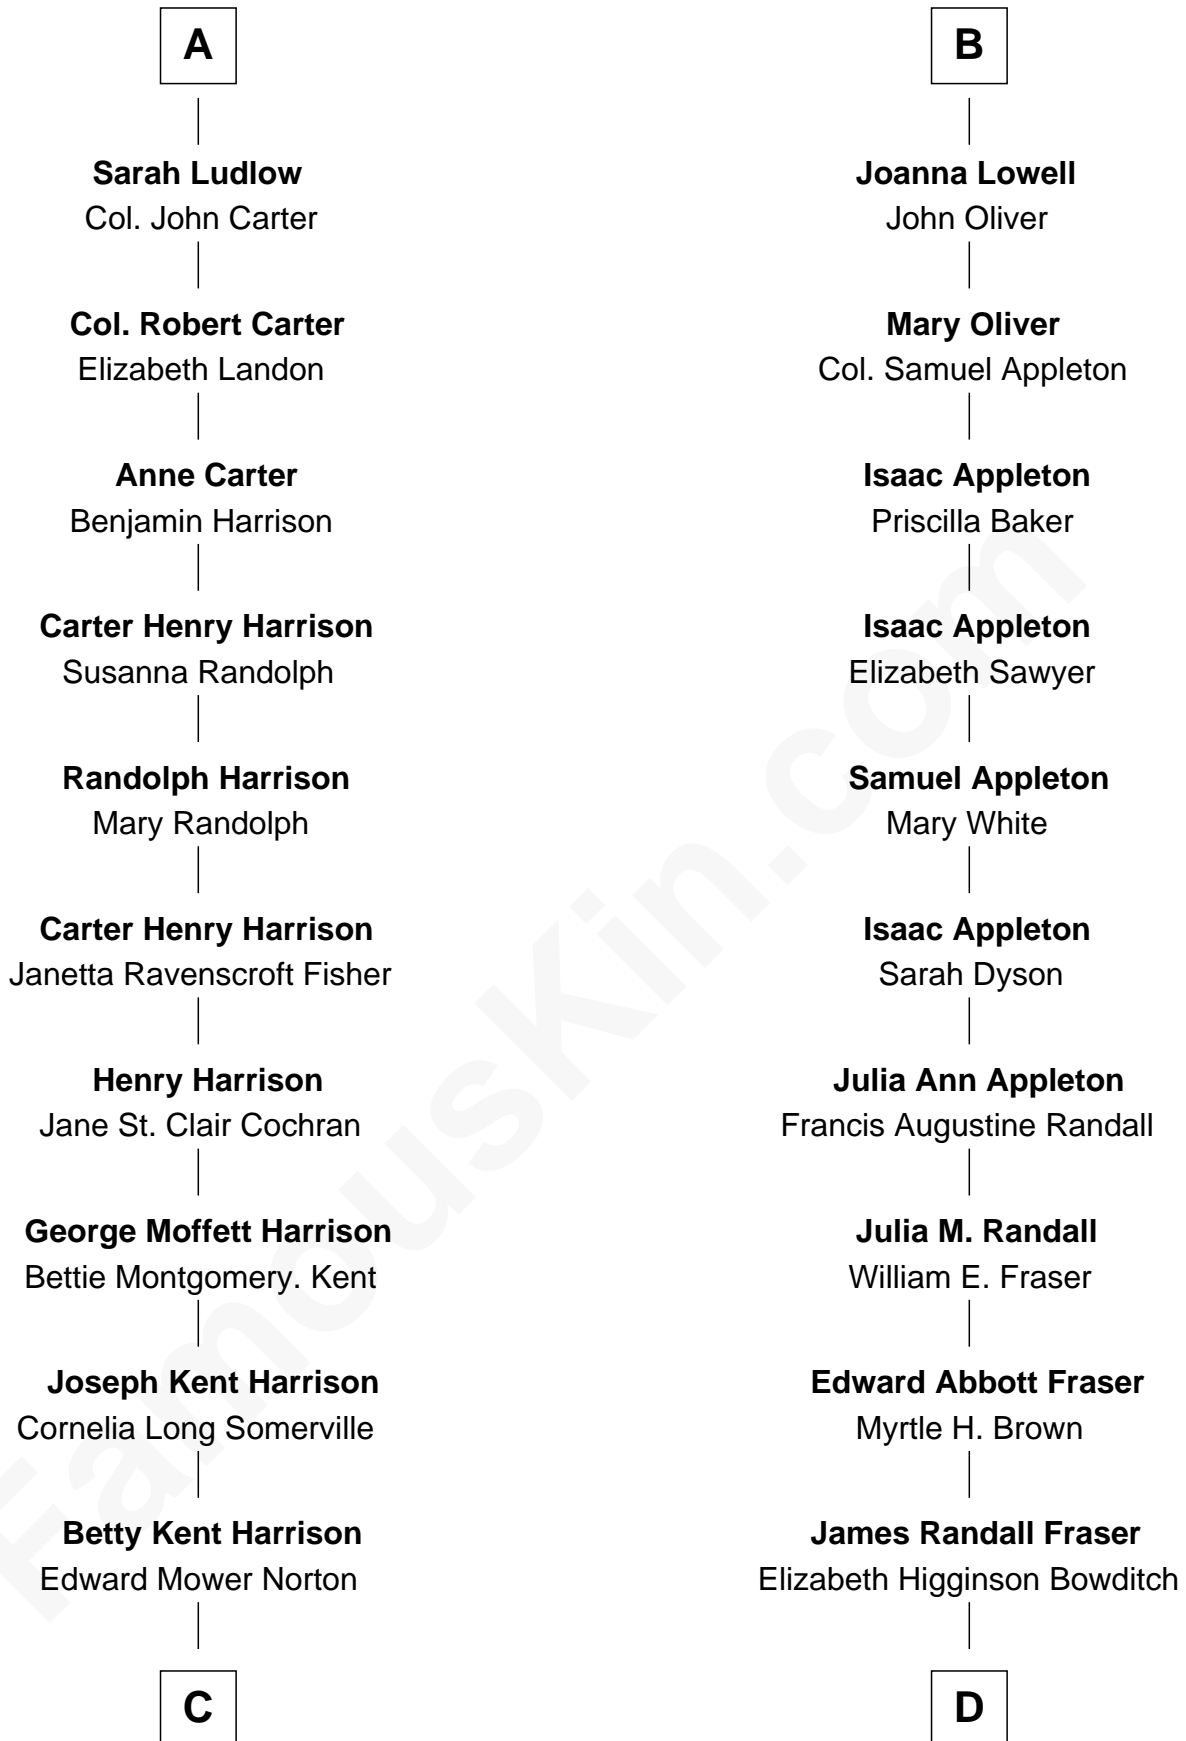 A
Sarah Ludlow
Col. John Carter
Col. Robert Carter
Elizabeth Landon
Anne Carter
Benjamin Harrison
Carter Henry Harrison
Susanna Randolph
Randolph Harrison
Mary Randolph
Carter Henry Harrison
Janetta Ravenscroft Fisher
Henry Harrison
Jane St. Clair Cochran
George Moffett Harrison
Bettie Montgomery. Kent
Joseph Kent Harrison
Cornelia Long Somerville
Betty Kent Harrison
Edward Mower Norton
C
B
Joanna Lowell
John Oliver
Mary Oliver
Col. Samuel Appleton
Isaac Appleton
Priscilla Baker
Isaac Appleton
Elizabeth Sawyer
Samuel Appleton
Mary White
Isaac Appleton
Sarah Dyson
Julia Ann Appleton
Francis Augustine Randall
Julia M. Randall
William E. Fraser
Edward Abbott Fraser
Myrtle H. Brown
James Randall Fraser
Elizabeth Higginson Bowditch
D
FamousKin.com